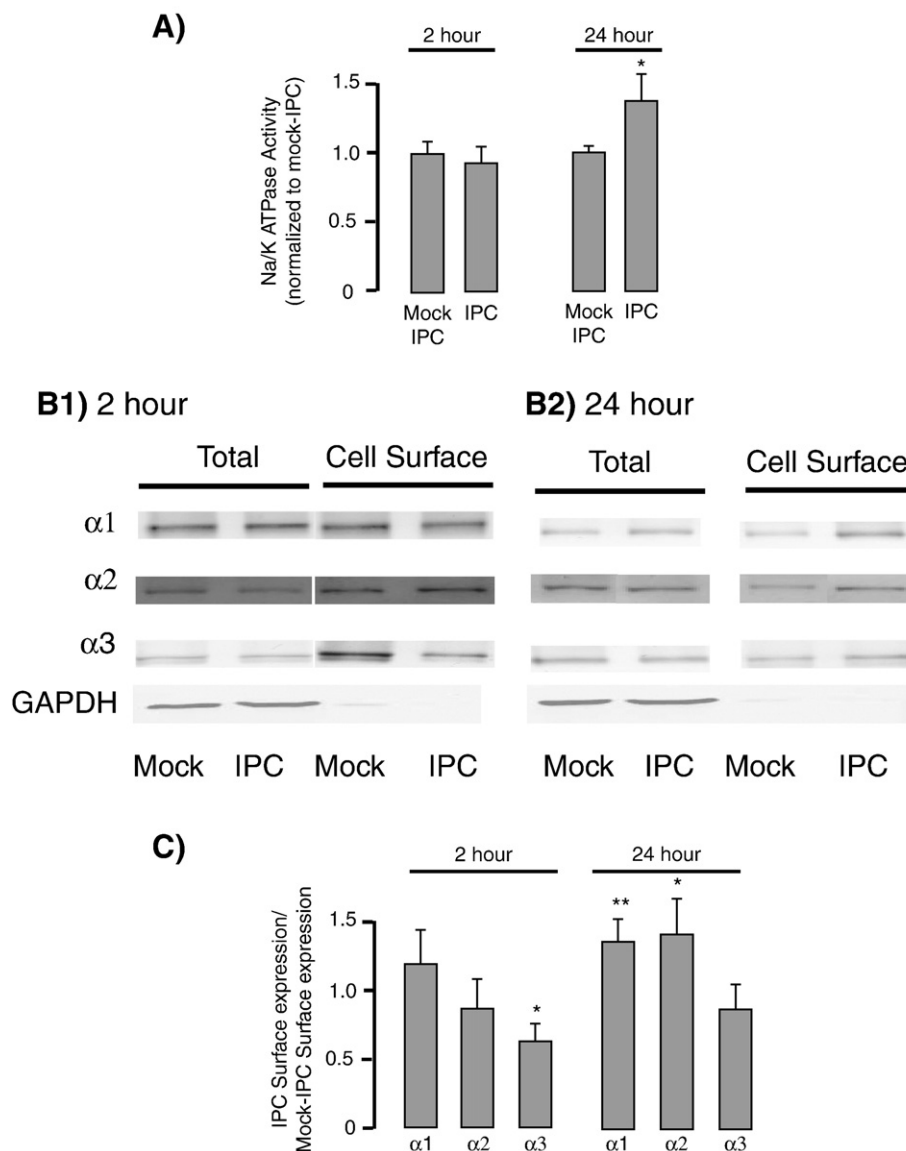 A)
2 hour 24 hour
Na/K ATPase Activity
(normalized to mock-IPC)
1.5
1.0
0.5
0
*
Mock IPC IPC Mock IPC IPC
B1) 2 hour B2) 24 hour
Total Cell Surface Total Cell Surface
α1
α2
α3
GAPDH
Mock IPC Mock IPC Mock IPC Mock IPC
C)
2 hour 24 hour
IPC Surface expression/
Mock-IPC Surface expression
1.5
1.0
0.5
0
* ** *
α1 α2 α3 α1 α2 α3